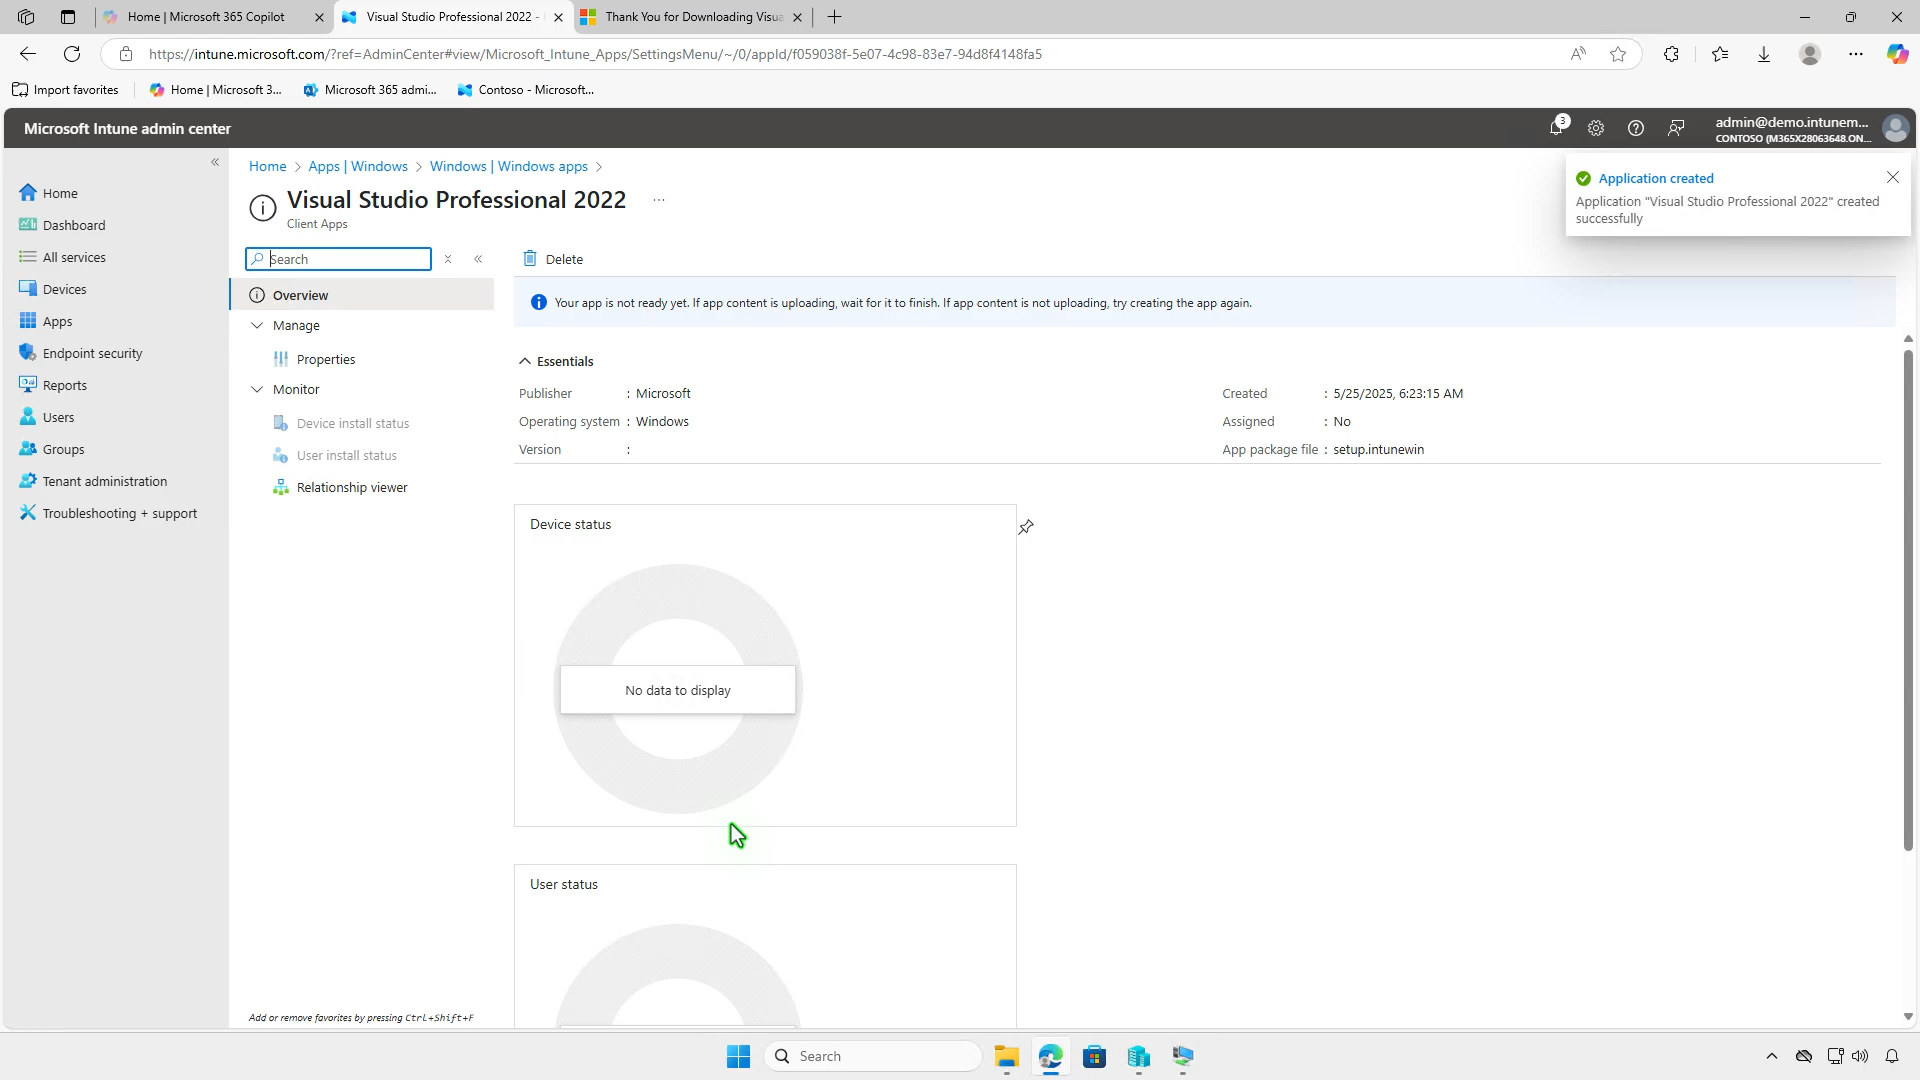 Home | Microsoft 365 Copilot
Visual Studio Professional 2022 -
Thank You for Downloading Visua
https://intune.microsoft.com/?ref=AdminCenter#view/Microsoft_Intune_Apps/SettingsMenu/~/0/appId/f059038f-5e07-4c98-83e7-94d8f4148fa5
Import favorites
Home | Microsoft 3...
Microsoft 365 admi...
Contoso - Microsoft...
Microsoft Intune admin center
3
admin@demo.intunem...
CONTOSO (M365X28063648.ON...
Home
Dashboard
All services
Devices
Apps
Endpoint security
Reports
Users
Groups
Tenant administration
Troubleshooting + support
Home > Apps | Windows > Windows | Windows apps >
Visual Studio Professional 2022 ...
Client Apps
Application created
Application "Visual Studio Professional 2022" created
successfully
Search
Overview
Manage
Properties
Monitor
Device install status
User install status
Relationship viewer
Add or remove favorites by pressing Ctrl+Shift+F
Delete
Your app is not ready yet. If app content is uploading, wait for it to finish. If app content is not uploading, try creating the app again.
Essentials
Publisher : Microsoft
Operating system : Windows
Version :
Created : 5/25/2025, 6:23:15 AM
Assigned : No
App package file : setup.intunewin
Device status
No data to display
User status
Search